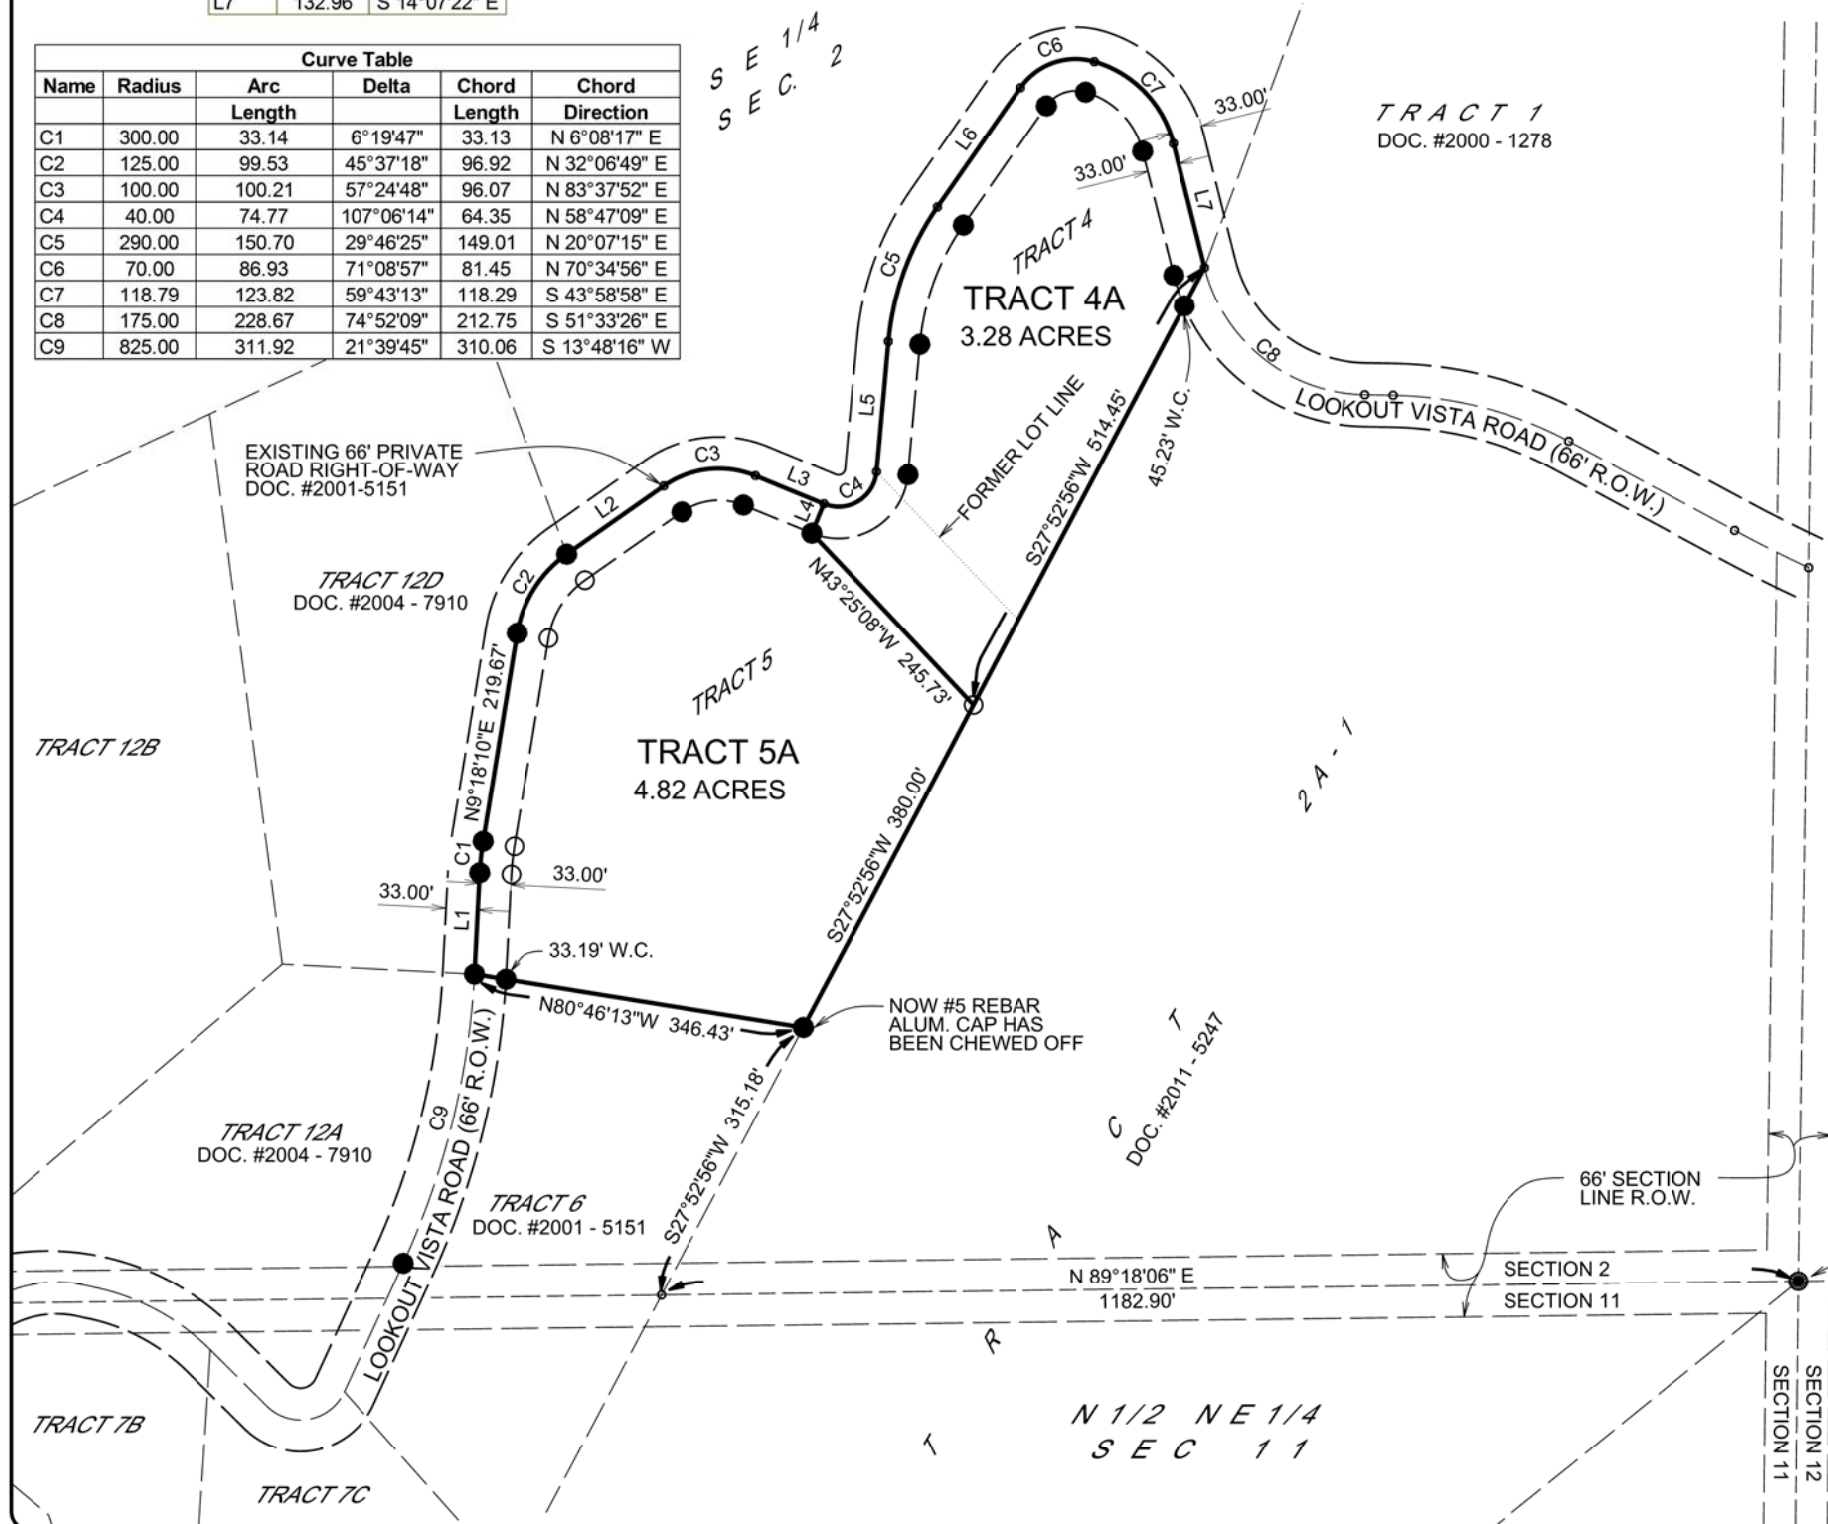 L7 132.96 S 14°07'22" E
Curve Table
Name Radius Arc Delta Chord Chord
Length Length Direction
C1 300.00 33.14 6°19'47" 33.13 N 6°08'17" E
C2 125.00 99.53 45°37'18" 96.92 N 32°06'49" E
C3 100.00 100.21 57°24'48" 96.07 N 83°37'52" E
C4 40.00 74.77 107°06'14" 64.35 N 58°47'09" E
C5 290.00 150.70 29°46'25" 149.01 N 20°07'15" E
C6 70.00 86.93 71°08'57" 81.45 N 70°34'56" E
C7 118.79 123.82 59°43'13" 118.29 S 43°58'58" E
C8 175.00 228.67 74°52'09" 212.75 S 51°33'26" E
C9 825.00 311.92 21°39'45" 310.06 S 13°48'16" W
S E 1/4
S E C. 2
C6
C7
33.00'
33.00'
L6
L7
TRACT 1
DOC. #2000 - 1278
TRACT 4
TRACT 4A
3.28 ACRES
C5
L5
C8
LOOKOUT VISTA ROAD (66' R.O.W.)
FORMER LOT LINE
S27°52'56"W 514.45'
45.23' W.C.
EXISTING 66' PRIVATE
ROAD RIGHT-OF-WAY
DOC. #2001-5151
C3
L3
C4
L4
L2
C2
TRACT 12D
DOC. #2004 - 7910
N43°25'08"W 245.73'
TRACT 5
TRACT 5A
4.82 ACRES
N9°18'10"E 219.67'
TRACT 12B
2 A - 1
C1
33.00'
33.00'
L1
S27°52'56"W 380.00'
33.19' W.C.
N80°46'13"W 346.43'
NOW #5 REBAR
ALUM. CAP HAS
BEEN CHEWED OFF
T
DOC. #2011 - 5247
C
C9
LOOKOUT VISTA ROAD (66' R.O.W.)
TRACT 12A
DOC. #2004 - 7910
S27°52'56"W 315.18'
TRACT 6
DOC. #2001 - 5151
66' SECTION
LINE R.O.W.
A
N 89°18'06" E
1182.90'
SECTION 2
SECTION 11
R
T
N 1/2 N E 1/4
S E C 1 1
SECTION 11
SECTION 12
TRACT 7B
TRACT 7C